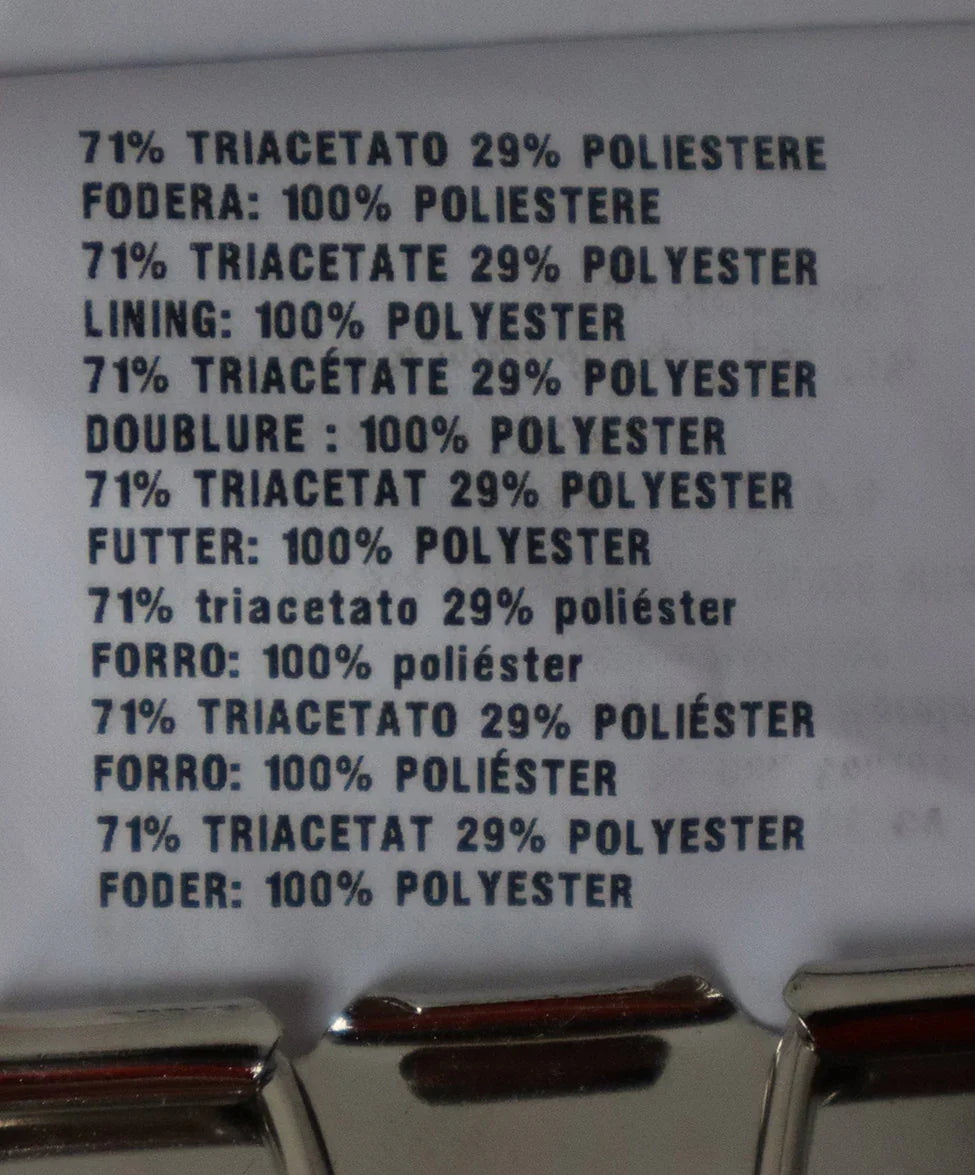 71% TRIACETATO 29% POLIESTERE
FODERA: 100% POLIESTERE
71% TRIACETATE 29% POLYESTER
LINING: 100% POLYESTER
71% TRIACÉTATE 29% POLYESTER
DOUBLURE : 100% POLYESTER
71% TRIACETAT 29% POLYESTER
FUTTER: 100% POLYESTER
71% triacetato 29% poliéster
FORRO: 100% poliéster
71% TRIACETATO 29% POLIÉSTER
FORRO: 100% POLIÉSTER
71% TRIACETAT 29% POLYESTER
FODER: 100% POLYESTER